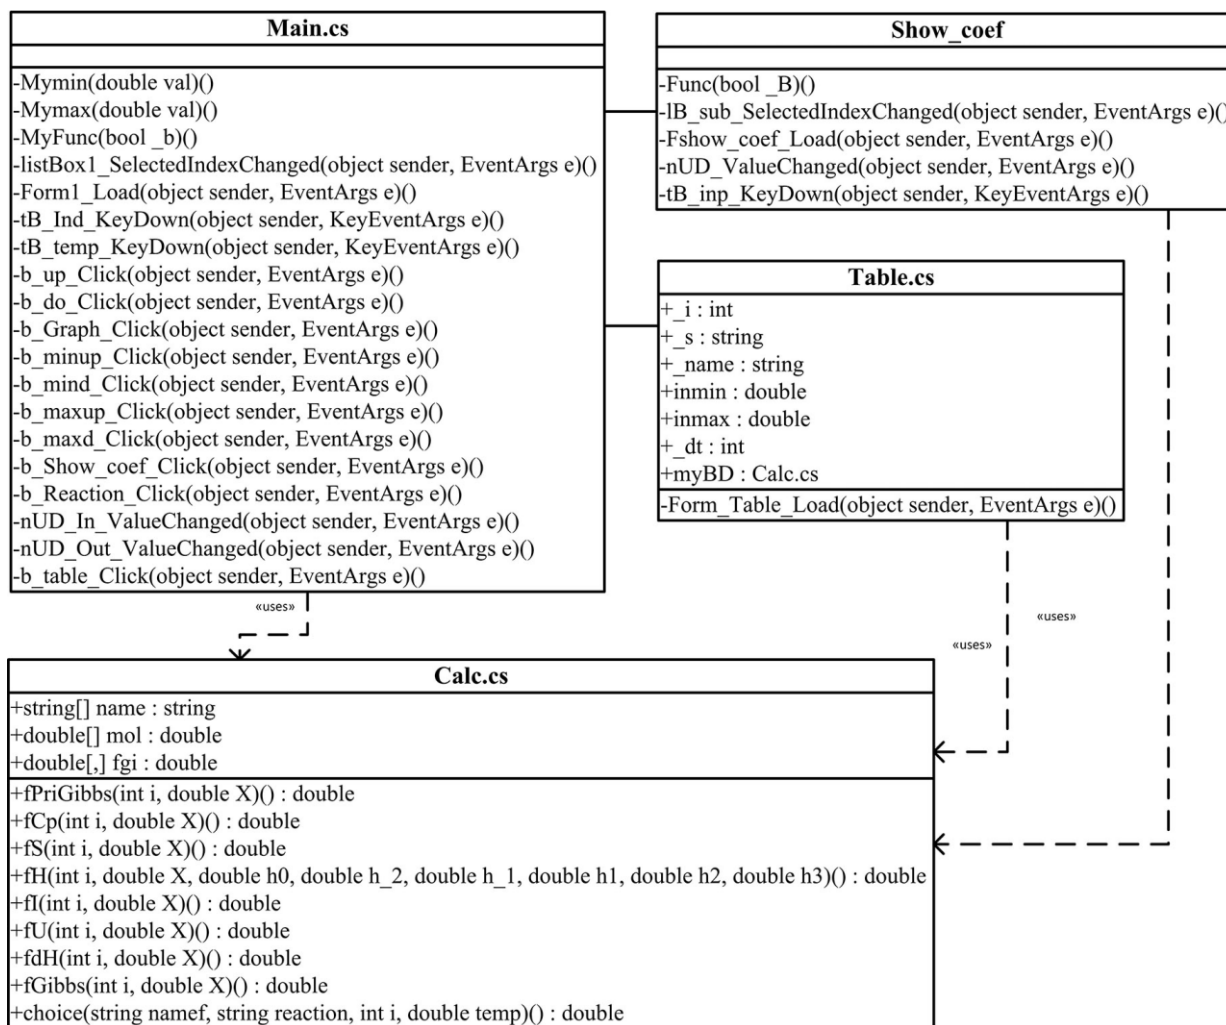 Main.cs
-Mymin(double val)()
-Mymax(double val)()
-MyFunc(bool _b)()
-listBox1_SelectedIndexChanged(object sender, EventArgs e)()
-Form1_Load(object sender, EventArgs e)()
-tB_Ind_KeyDown(object sender, KeyEventArgs e)()
-tB_temp_KeyDown(object sender, KeyEventArgs e)()
-b_up_Click(object sender, EventArgs e)()
-b_do_Click(object sender, EventArgs e)()
-b_Graph_Click(object sender, EventArgs e)()
-b_minup_Click(object sender, EventArgs e)()
-b_mind_Click(object sender, EventArgs e)()
-b_maxup_Click(object sender, EventArgs e)()
-b_maxd_Click(object sender, EventArgs e)()
-b_Show_coef_Click(object sender, EventArgs e)()
-b_Reaction_Click(object sender, EventArgs e)()
-nUD_In_ValueChanged(object sender, EventArgs e)()
-nUD_Out_ValueChanged(object sender, EventArgs e)()
-b_table_Click(object sender, EventArgs e)()
Show_coef
-Func(bool _B)()
-lB_sub_SelectedIndexChanged(object sender, EventArgs e)()
-Fshow_coef_Load(object sender, EventArgs e)()
-nUD_ValueChanged(object sender, EventArgs e)()
-tB_inp_KeyDown(object sender, KeyEventArgs e)()
Table.cs
+_i : int
+_s : string
+_name : string
+inmin : double
+inmax : double
+_dt : int
+myBD : Calc.cs
-Form_Table_Load(object sender, EventArgs e)()
«uses»
«uses»
«uses»
Calc.cs
+string[] name : string
+double[] mol : double
+double[,] fgi : double
+fPriGibbs(int i, double X)() : double
+fCp(int i, double X)() : double
+fS(int i, double X)() : double
+fH(int i, double X, double h0, double h_2, double h_1, double h1, double h2, double h3)() : double
+fI(int i, double X)() : double
+fU(int i, double X)() : double
+fdH(int i, double X)() : double
+fGibbs(int i, double X)() : double
+choice(string namef, string reaction, int i, double temp)() : double